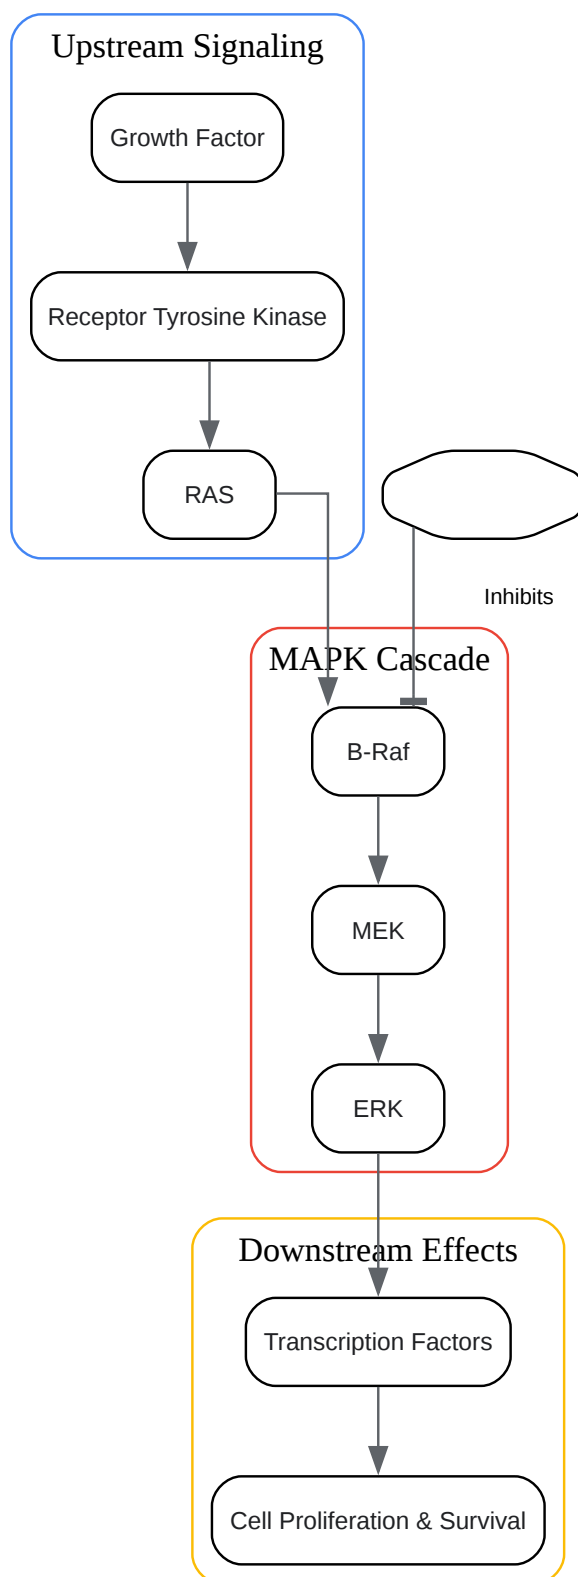 Upstream Signaling
Growth Factor
Receptor Tyrosine Kinase
RAS
Inhibits
MAPK Cascade
B-Raf
MEK
ERK
Downstream Effects
Transcription Factors
Cell Proliferation & Survival